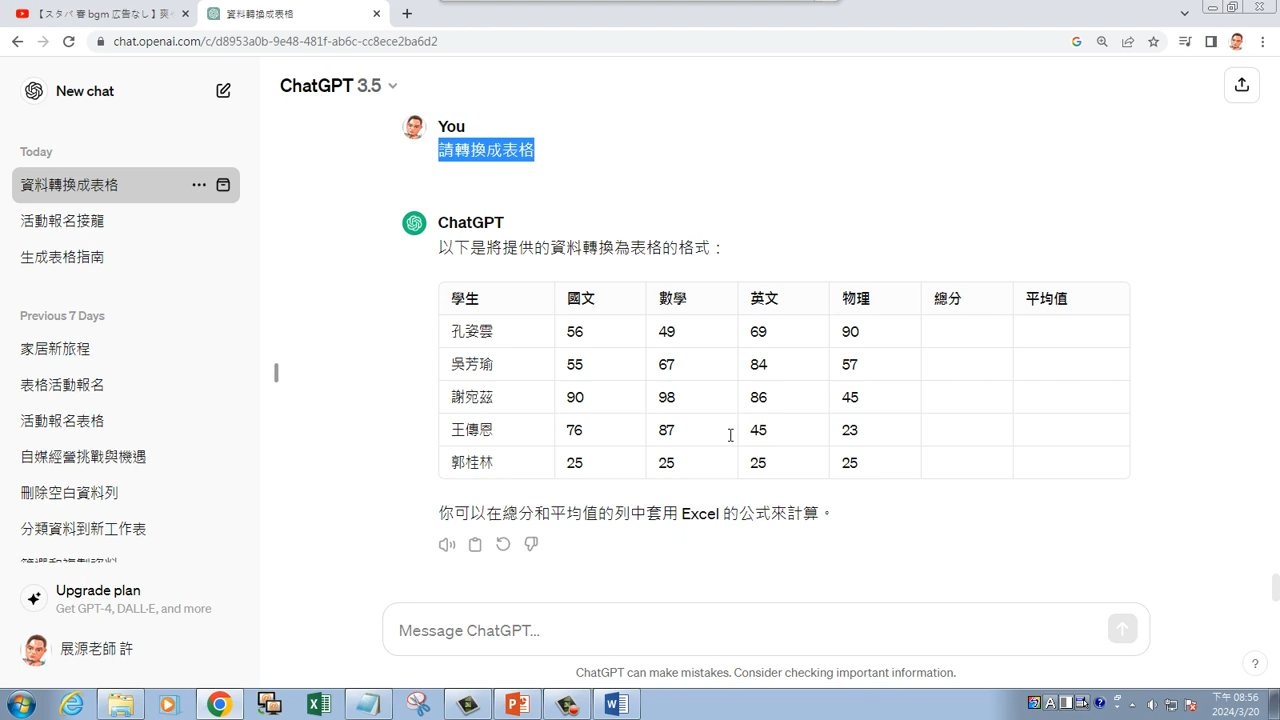 【スタバ 春 bgm 広告なし】爽
資料轉換成表格
chat.openai.com/c/d8953a0b-9e48-481f-ab6c-cc8ece2ba6d2
New chat
ChatGPT 3.5
Today
資料轉換成表格
活動報名接龍
生成表格指南
Previous 7 Days
家居新旅程
表格活動報名
活動報名表格
自媒經營挑戰與機遇
刪除空白資料列
分類資料到新工作表
Upgrade plan
Get GPT-4, DALL·E, and more
展源老師 許
You
請轉換成表格
ChatGPT
以下是將提供的資料轉換為表格的格式：
學生 國文 數學 英文 物理 總分 平均值
孔姿雲 56 49 69 90
吳芳瑜 55 67 84 57
謝宛茲 90 98 86 45
王傳恩 76 87 45 23
郭桂林 25 25 25 25
你可以在總分和平均值的列中套用 Excel 的公式來計算。
Message ChatGPT...
ChatGPT can make mistakes. Consider checking important information.
?
下午 08:56
2024/3/20